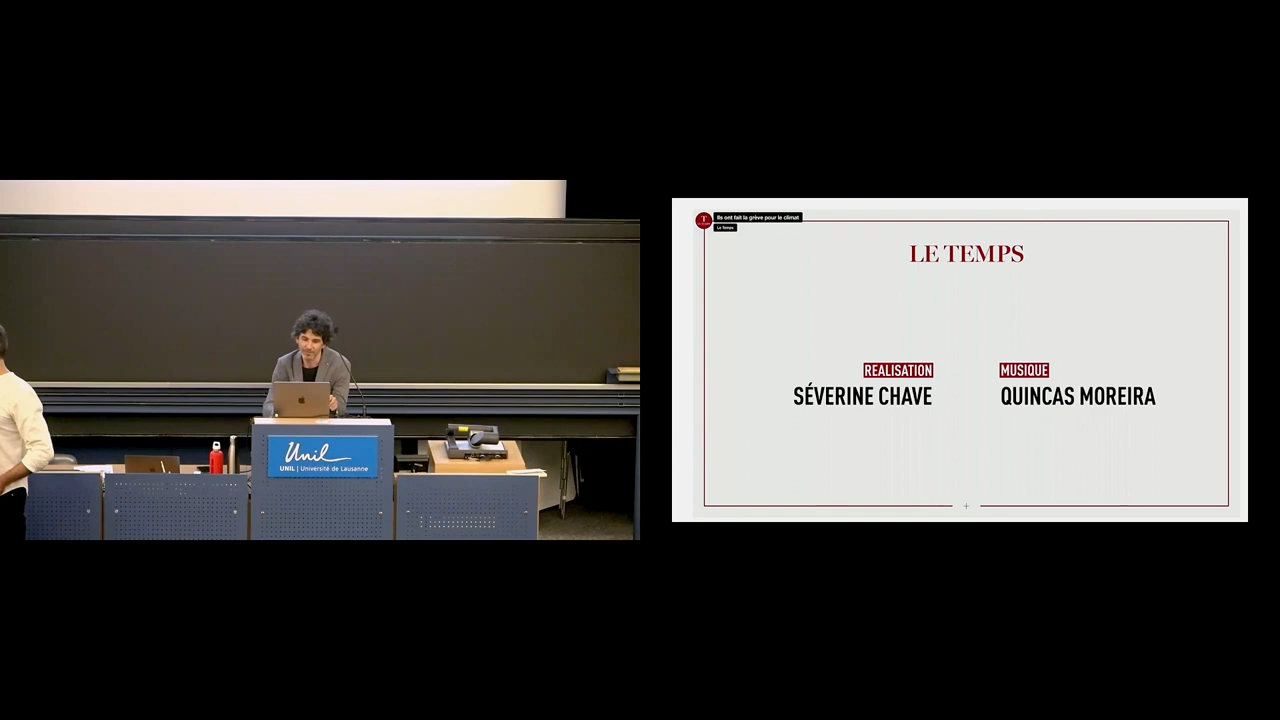 Unil
UNIL | Université de Lausanne
T
Ils ont fait la grève pour le climat
Le Temps
LE TEMPS
REALISATION
SÉVERINE CHAVE
MUSIQUE
QUINCAS MOREIRA